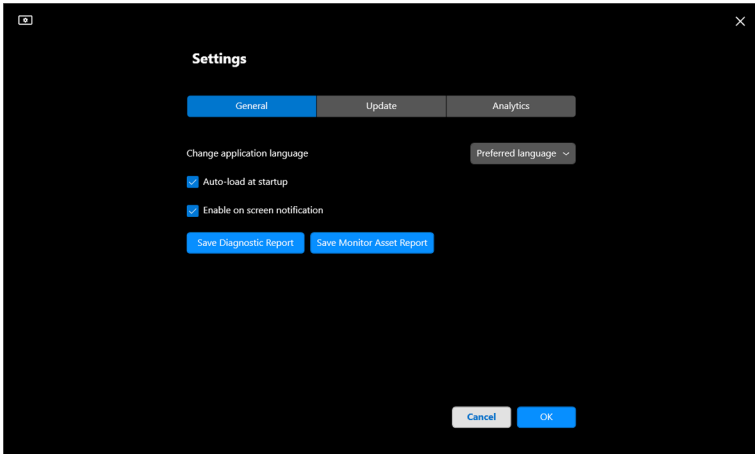 Settings
General Update Analytics
Change application language Preferred language
Auto-load at startup
Enable on screen notification
Save Diagnostic Report Save Monitor Asset Report
Cancel OK